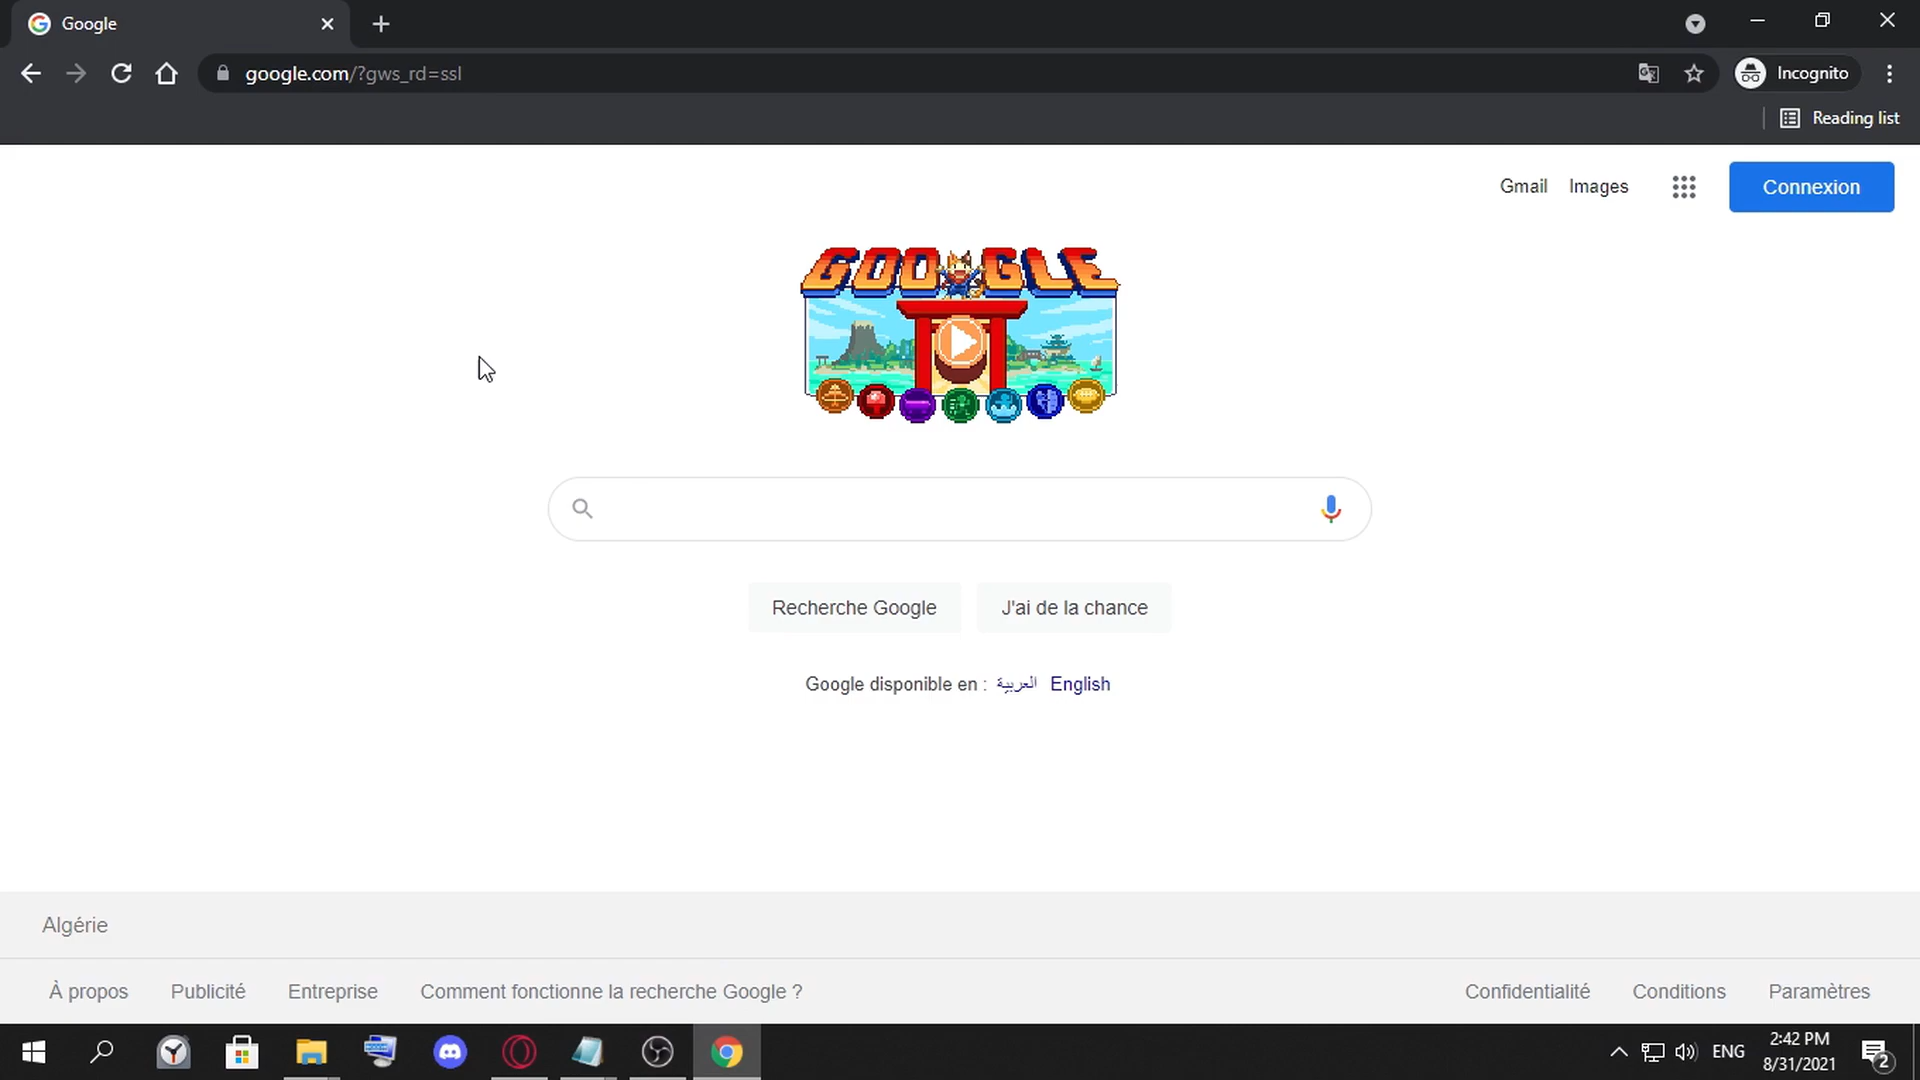 Google
google.com/?gws_rd=ssl
Incognito
Reading list
Gmail Images
Connexion
GOOGLE
Recherche Google J'ai de la chance
Google disponible en : العربية English
Algérie
À propos Publicité Entreprise Comment fonctionne la recherche Google ? Confidentialité Conditions Paramètres
ENG
2:42 PM
8/31/2021
2